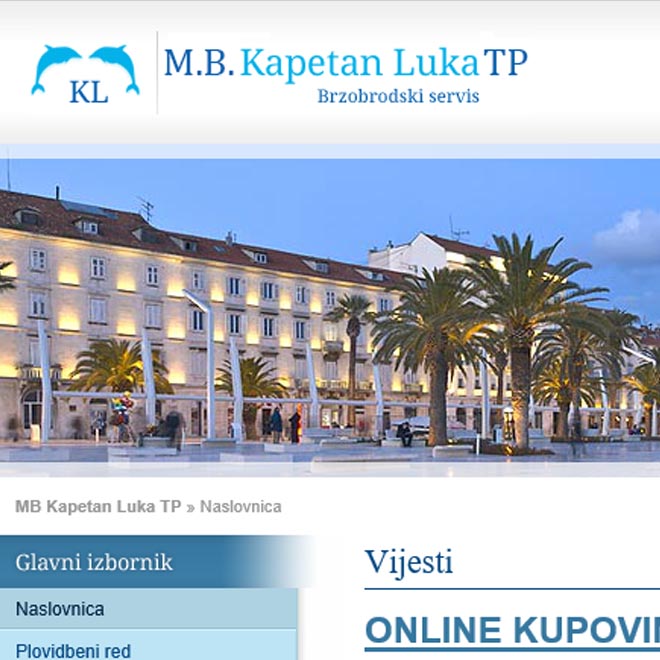 KL
M.B. Kapetan Luka TP
Brzobrodski servis
MB Kapetan Luka TP » Naslovnica
Glavni izbornik
Naslovnica
Plovidbeni red
Vijesti
ONLINE KUPOVI